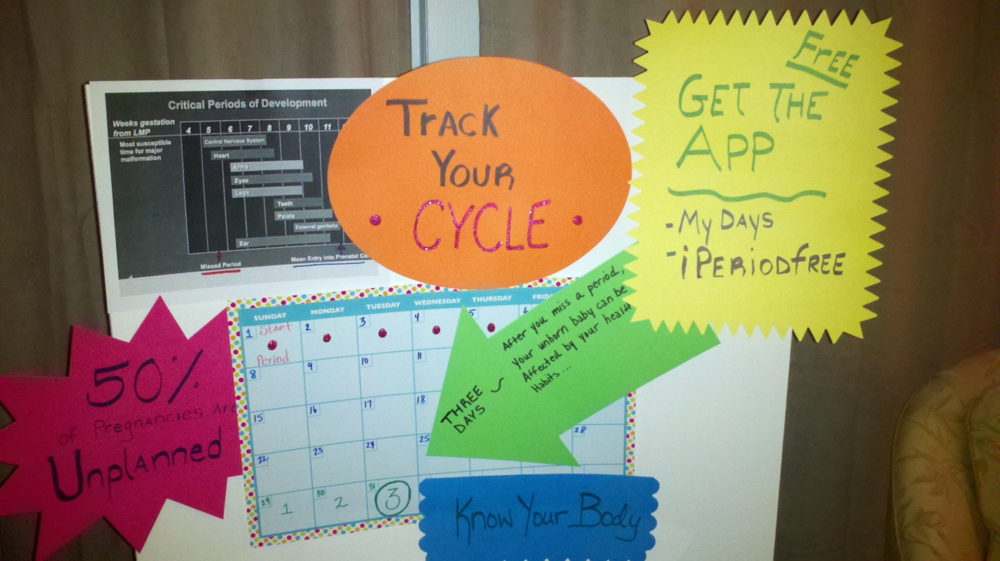 Critical Periods of Development
Weeks gestation
from LMP
4 5 6 7 8 9 10 11
Most susceptible
time for major
malformation
Central Nervous System
Heart
Arms
Eyes
Legs
Teeth
Palate
External genitalia
Ear
Missed Period
Mean Entry into Prenatal
TrACK
YOUR
CYCLE
FREE
GET THE
APP
-My DAYS
-iPERIODFREE
50%
of Pregnancies Are
Unplanned
SUNDAY MONDAY TUESDAY WEDNESDAY THURSDAY
1 Start 2 3 4 5 6
Period
8 9 10 11
15 16 17 18
22 23 24 25 28
29 30 31
1 2 3
THREE
DAYS
After you miss a period,
your unborn baby can be
Affected by your health
Habits...
Know Your Body